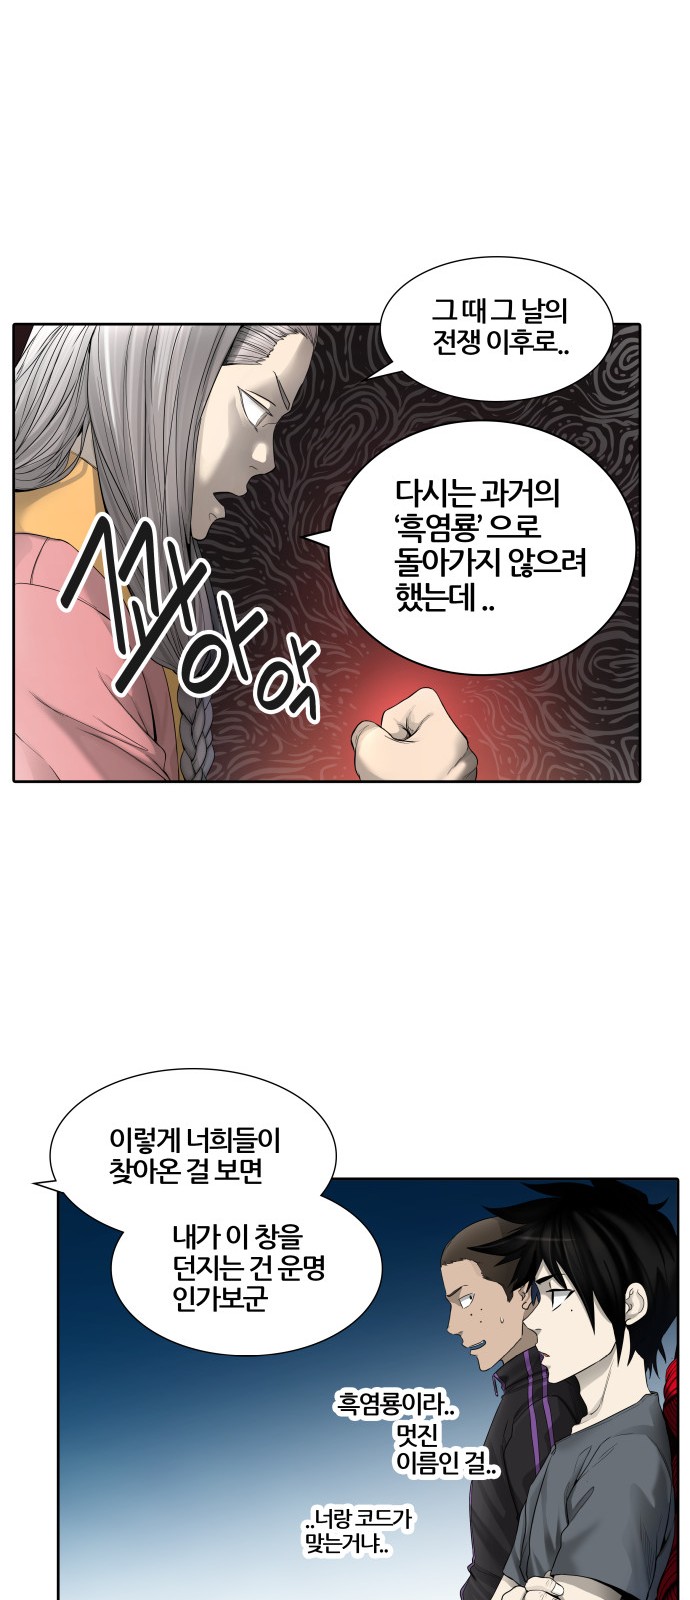 그 때 그 날의
전쟁 이후로..
다시는 과거의
‘흑염룡’ 으로
돌아가지 않으려
했는데 ..
이렇게 너희들이
찾아온 걸 보면
내가 이 창을
던지는 건 운명
인가보군
흑염룡이라..
멋진
이름인 걸..
..너랑 코드가
맞는거냐..